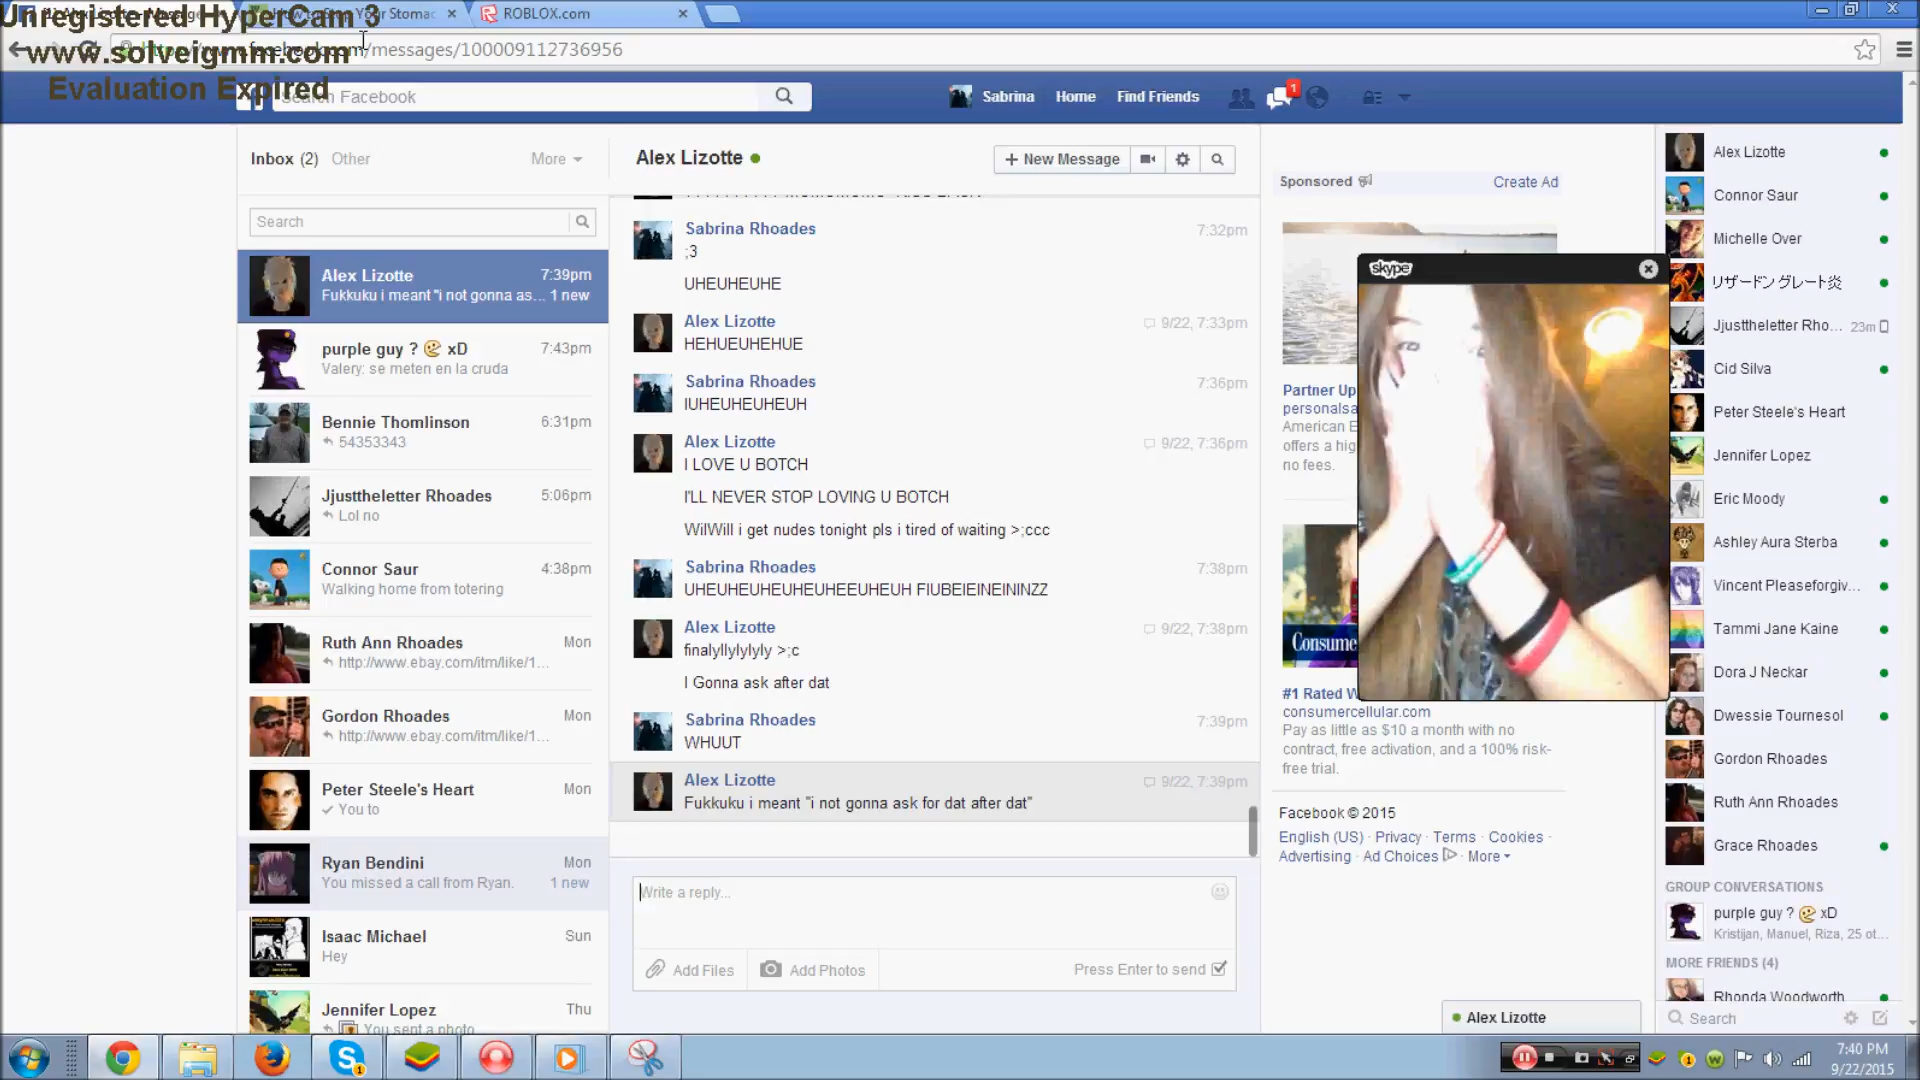 Unregistered HyperCam 3
www.solveigmm.com
Evaluation Expired
How to Stop Your Stomac
ROBLOX.com
/messages/100009112736956
Search Facebook
Sabrina
Home
Find Friends
1
Inbox (2)
Other
More
Search
Alex Lizotte
7:39pm
Fukkuku i meant "i not gonna as...
1 new
purple guy ? xD
7:43pm
Valery: se meten en la cruda
Bennie Thomlinson
6:31pm
54353343
Jjusttheletter Rhoades
5:06pm
Lol no
Connor Saur
4:38pm
Walking home from totering
Ruth Ann Rhoades
Mon
http://www.ebay.com/itm/like/1...
Gordon Rhoades
Mon
http://www.ebay.com/itm/like/1...
Peter Steele's Heart
Mon
You to
Ryan Bendini
Mon
You missed a call from Ryan.
1 new
Isaac Michael
Sun
Hey
Jennifer Lopez
Thu
You sent a photo
Alex Lizotte
+ New Message
Sabrina Rhoades
7:32pm
;3
UHEUHEUHE
Alex Lizotte
9/22, 7:33pm
HEHUEUHEHUE
Sabrina Rhoades
7:36pm
IUHEUHEUHEUH
Alex Lizotte
9/22, 7:36pm
I LOVE U BOTCH
I'LL NEVER STOP LOVING U BOTCH
WilWill i get nudes tonight pls i tired of waiting >;ccc
Sabrina Rhoades
7:38pm
UHEUHEUHEUHEUHEEUHEUH FIUBEIEINEININZZ
Alex Lizotte
9/22, 7:38pm
finalyllylylyly >;c
I Gonna ask after dat
Sabrina Rhoades
7:39pm
WHUUT
Alex Lizotte
9/22, 7:39pm
Fukkuku i meant "i not gonna ask for dat after dat"
Write a reply...
Add Files
Add Photos
Press Enter to send
Sponsored
Create Ad
Partner Up
personalsa
American E
offers a hig
no fees.
skype
Consume
#1 Rated W
consumercellular.com
Pay as little as $10 a month with no
contract, free activation, and a 100% risk-
free trial.
Facebook © 2015
English (US) · Privacy · Terms · Cookies ·
Advertising · Ad Choices · More
Alex Lizotte
Connor Saur
Michelle Over
リザードン グレート炎
Jjusttheletter Rho...
23m
Cid Silva
Peter Steele's Heart
Jennifer Lopez
Eric Moody
Ashley Aura Sterba
Vincent Pleaseforgiv...
Tammi Jane Kaine
Dora J Neckar
Dwessie Tournesol
Gordon Rhoades
Ruth Ann Rhoades
Grace Rhoades
GROUP CONVERSATIONS
purple guy ? xD
Kristijan, Manuel, Riza, 25 ot...
MORE FRIENDS (4)
Rhonda Woodworth
Search
Alex Lizotte
7:40 PM
9/22/2015